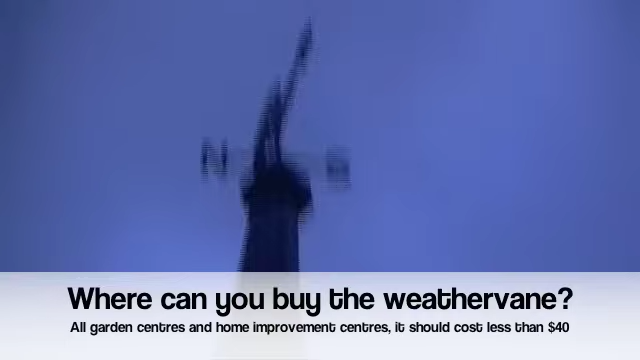 N
Where can you buy the weathervane?
All garden centres and home improvement centres, it should cost less than $40